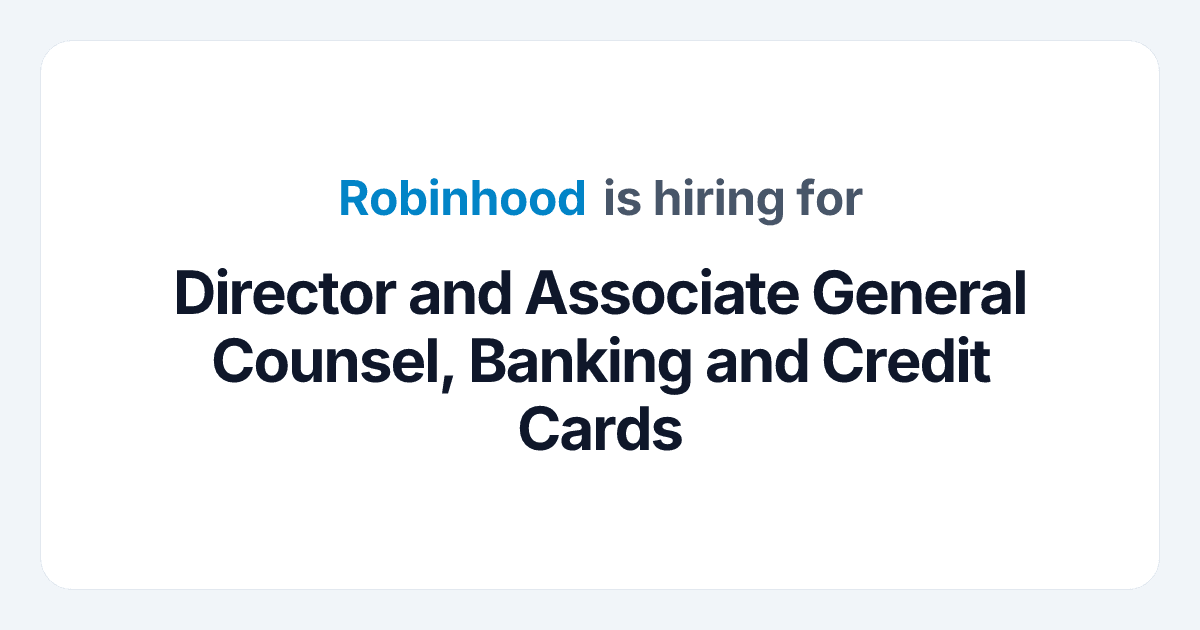 Robinhood is hiring for
Director and Associate General
Counsel, Banking and Credit
Cards